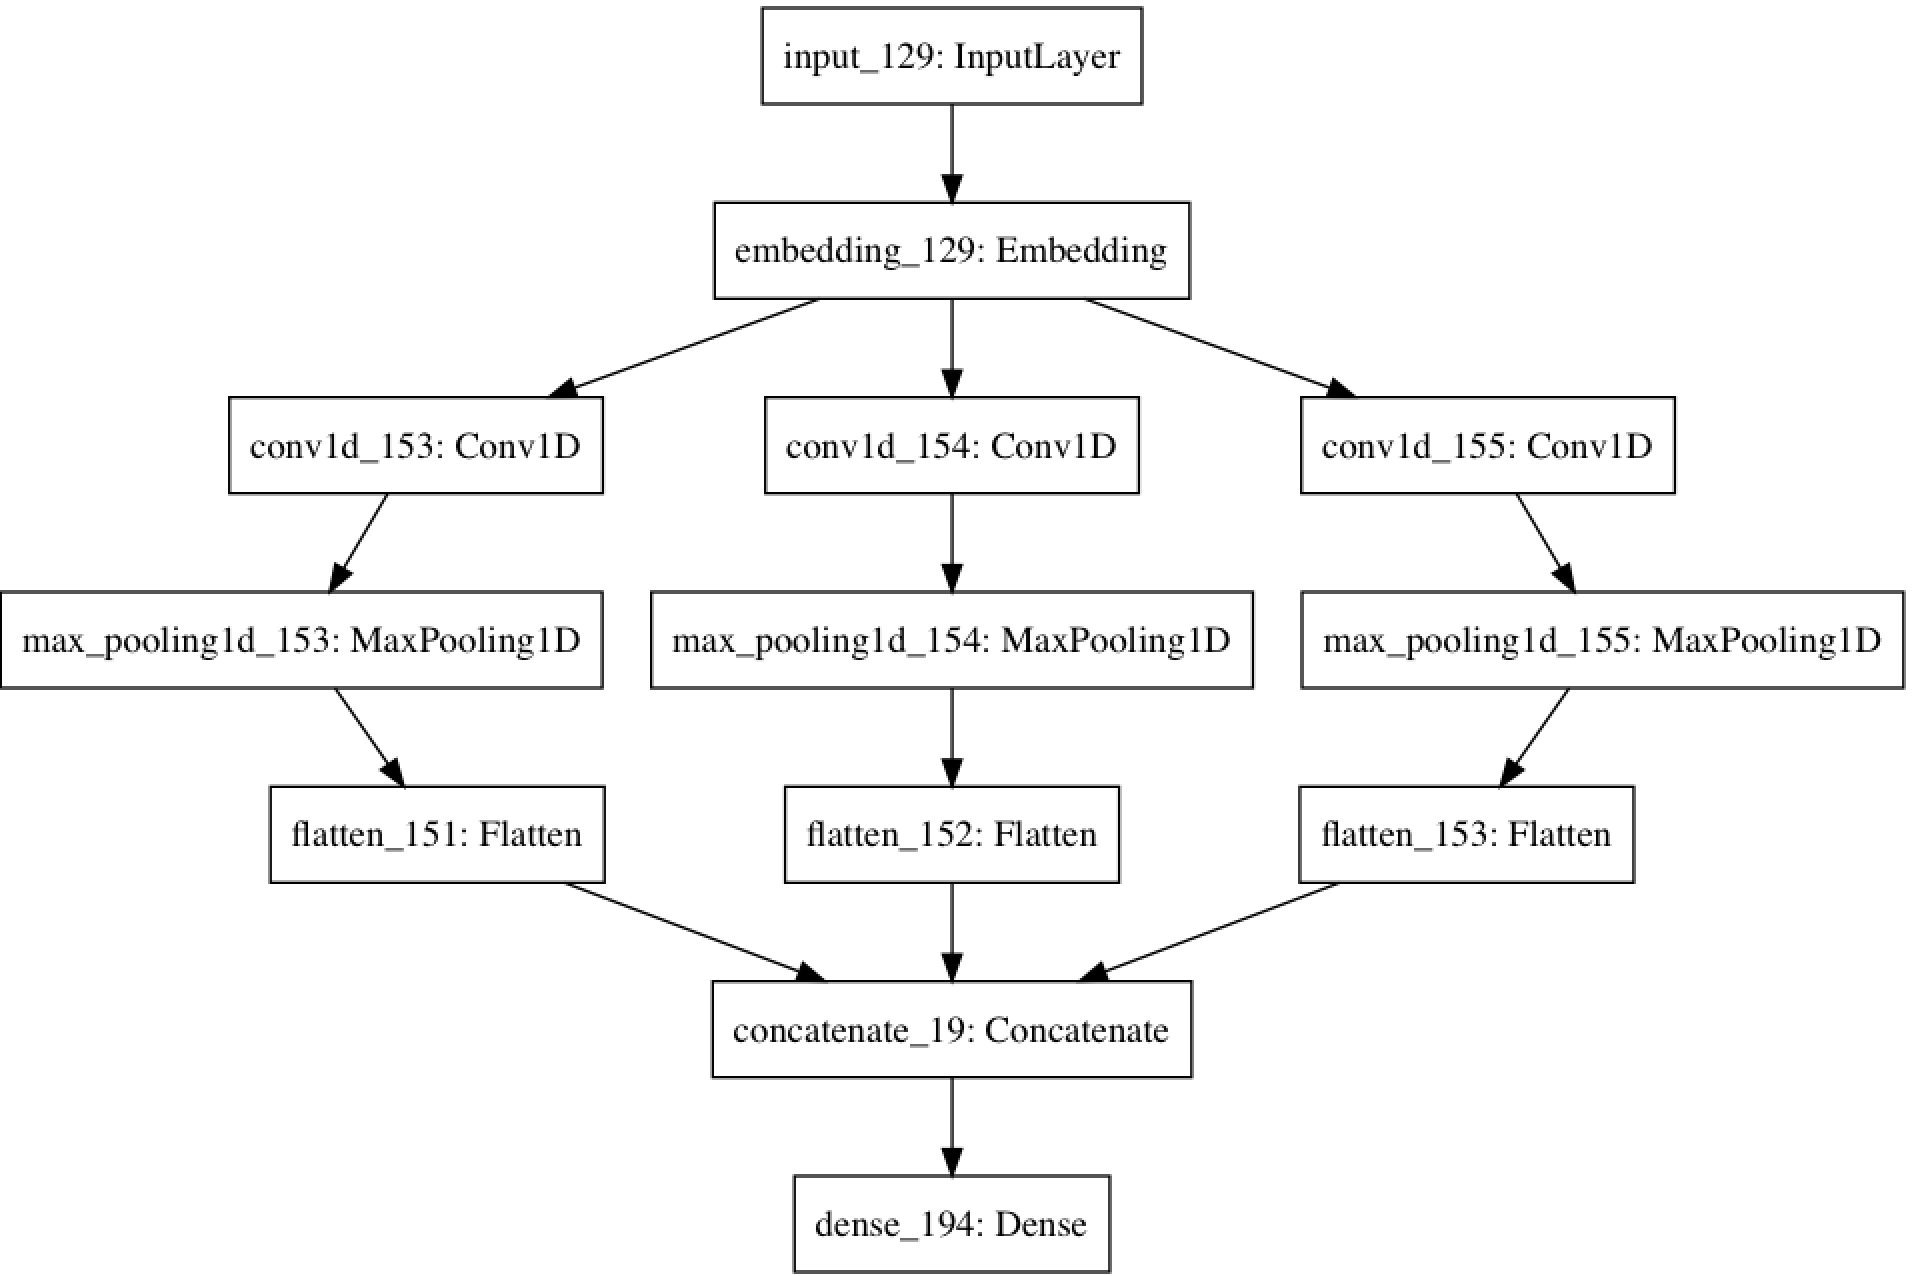 input_129: InputLayer
embedding_129: Embedding
conv1d_153: Conv1D
conv1d_154: Conv1D
conv1d_155: Conv1D
max_pooling1d_153: MaxPooling1D
max_pooling1d_154: MaxPooling1D
max_pooling1d_155: MaxPooling1D
flatten_151: Flatten
flatten_152: Flatten
flatten_153: Flatten
concatenate_19: Concatenate
dense_194: Dense